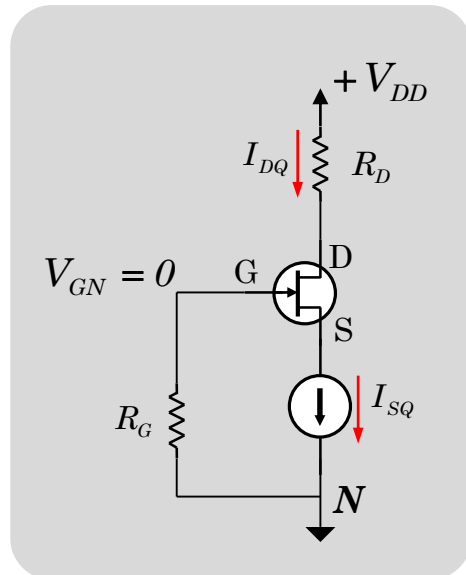 + V_DD
I_DQ
R_D
D
V_GN = 0
G
S
R_G
I_SQ
N